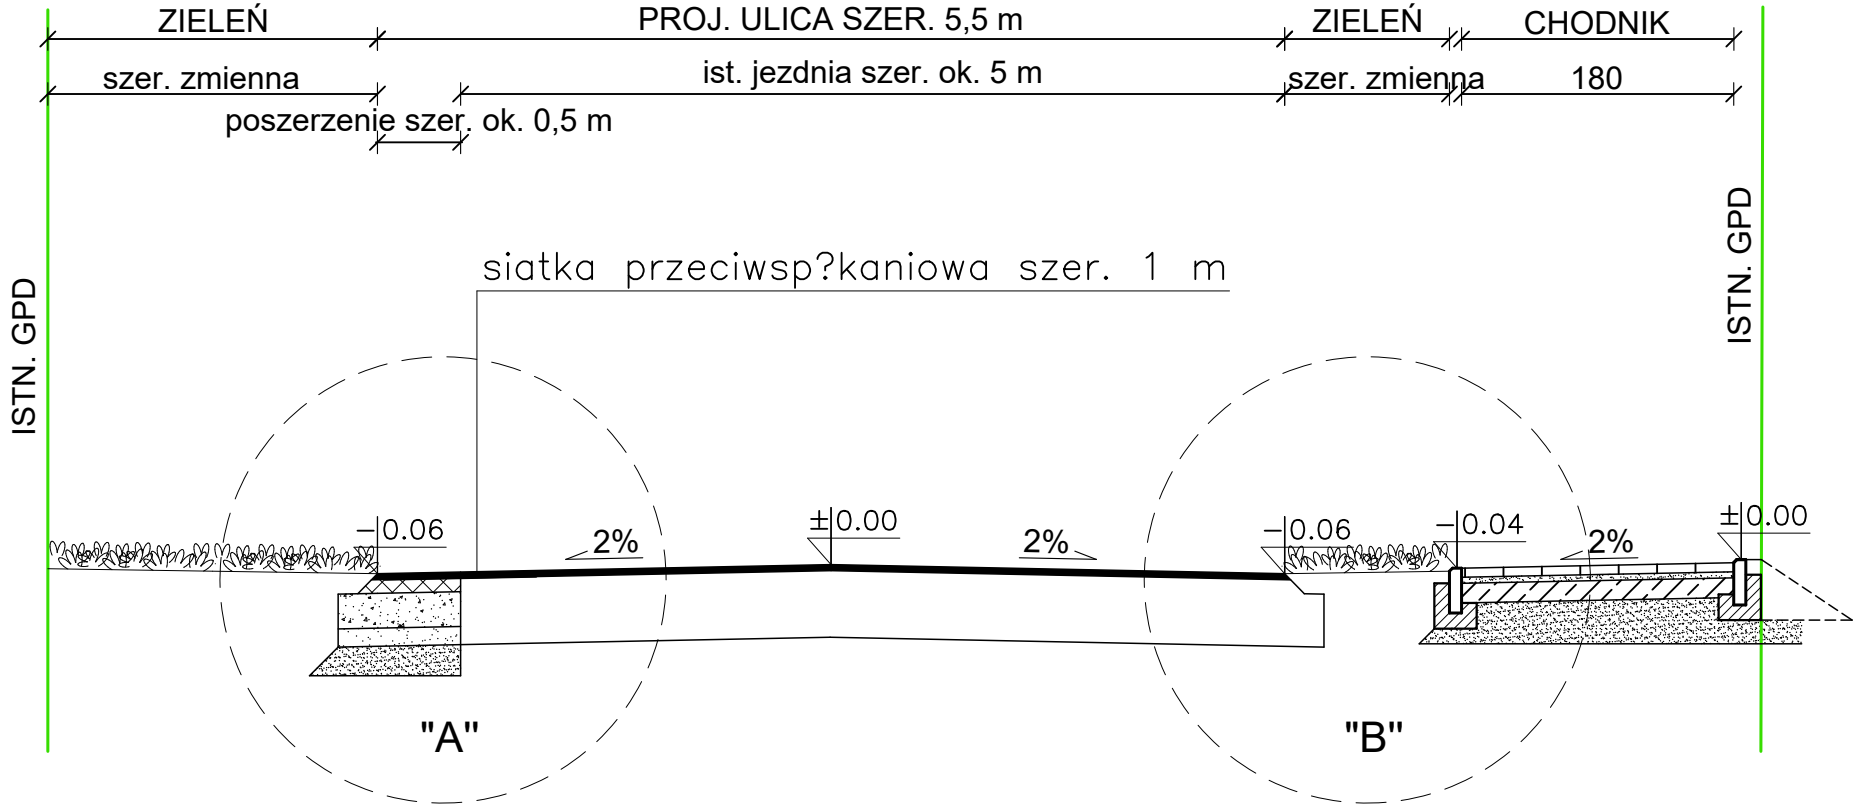 ZIELEŃ
PROJ. ULICA SZER. 5,5 m
ZIELEŃ
CHODNIK
szer. zmienna
ist. jezdnia szer. ok. 5 m
szer. zmienna
180
poszerzenie szer. ok. 0,5 m
ISTN. GPD
ISTN. GPD
siatka przeciwsp?kaniowa szer. 1 m
-0.06
2%
±0.00
2%
-0.06
-0.04
2%
±0.00
"A"
"B"